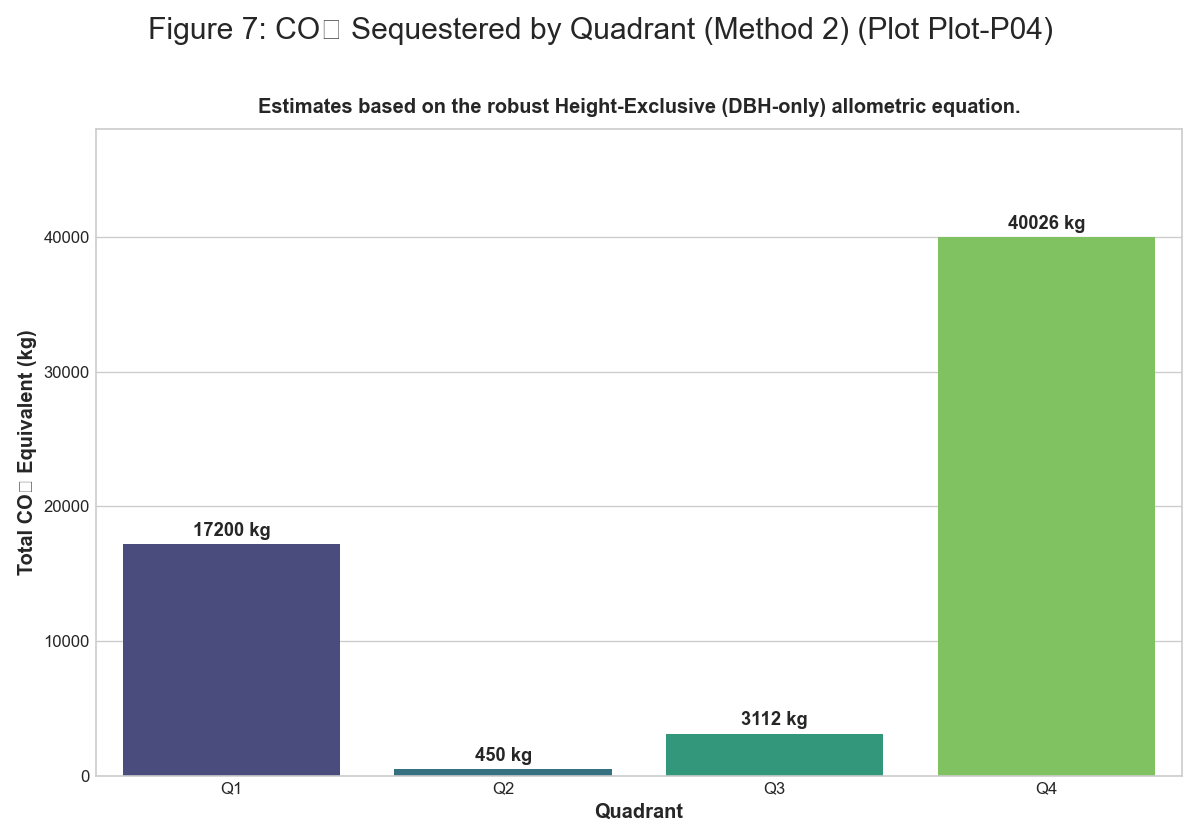 Figure 7: CO□ Sequestered by Quadrant (Method 2) (Plot Plot-P04)
Estimates based on the robust Height-Exclusive (DBH-only) allometric equation.
Total CO□ Equivalent (kg)
40000
30000
20000
10000
0
17200 kg
450 kg
3112 kg
40026 kg
Q1
Q2
Q3
Q4
Quadrant